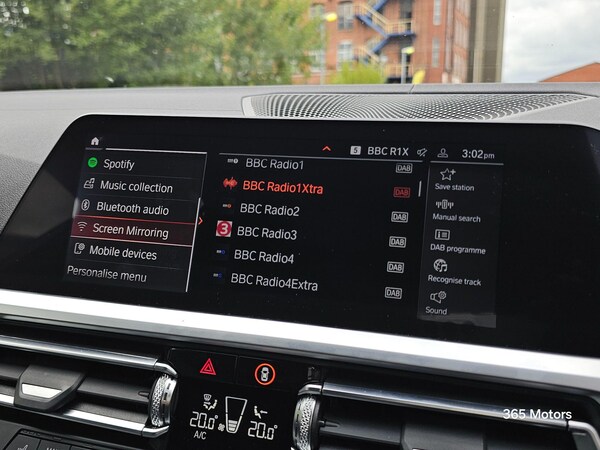 5 BBC R1X 3:02pm
Spotify
Music collection
Bluetooth audio
Screen Mirroring
Mobile devices
Personalise menu
BBC Radio1 DAB
BBC Radio1Xtra DAB
BBC Radio2 DAB
3 BBC Radio3 DAB
BBC Radio4 DAB
BBC Radio4Extra DAB
Save station
Manual search
DAB programme
Recognise track
Sound
20.0° 20.0°
A/C
365 Motors